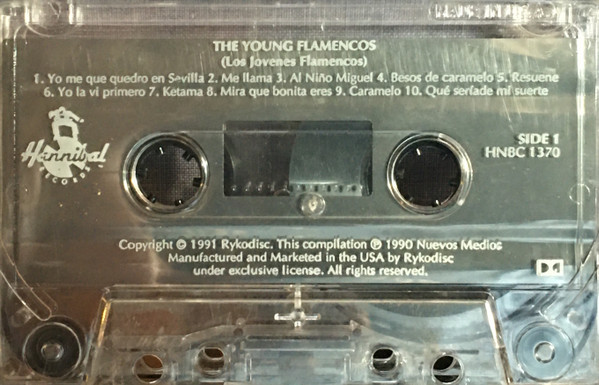 MADE IN U.S.A.
THE YOUNG FLAMENCOS
(Los Jovenes Flamencos)
1. Yo me que quedro en Sevilla 2. Me llama 3. Al Niño Miguel 4. Besos de caramelo 5. Resuene
6. Yo la vi primero 7. Ketama 8. Mira que bonita eres 9. Caramelo 10. Qué seríade mi suerte
Hannibal
RECORDS
SIDE 1
HNBC 1370
Copyright © 1991 Rykodisc. This compilation ℗ 1990 Nuevos Medios
Manufactured and Marketed in the USA by Rykodisc
under exclusive license. All rights reserved.